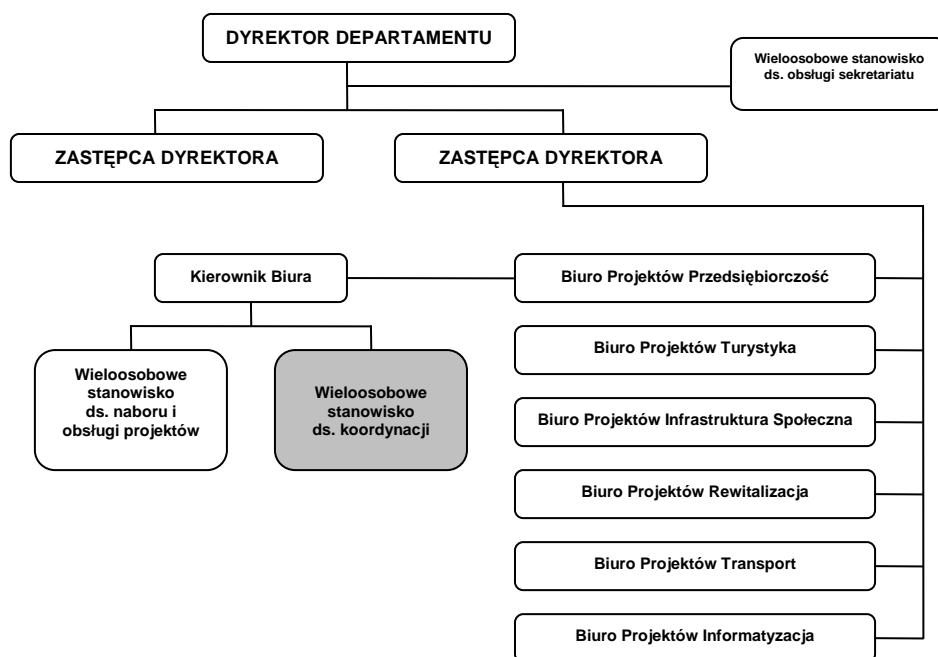 DYREKTOR DEPARTAMENTU
Wieloosobowe stanowisko
ds. obsługi sekretariatu
ZASTĘPCA DYREKTORA
ZASTĘPCA DYREKTORA
Kierownik Biura
Biuro Projektów Przedsiębiorczość
Wieloosobowe
stanowisko
ds. naboru i
obsługi projektów
Wieloosobowe
stanowisko
ds. koordynacji
Biuro Projektów Turystyka
Biuro Projektów Infrastruktura Społeczna
Biuro Projektów Rewitalizacja
Biuro Projektów Transport
Biuro Projektów Informatyzacja